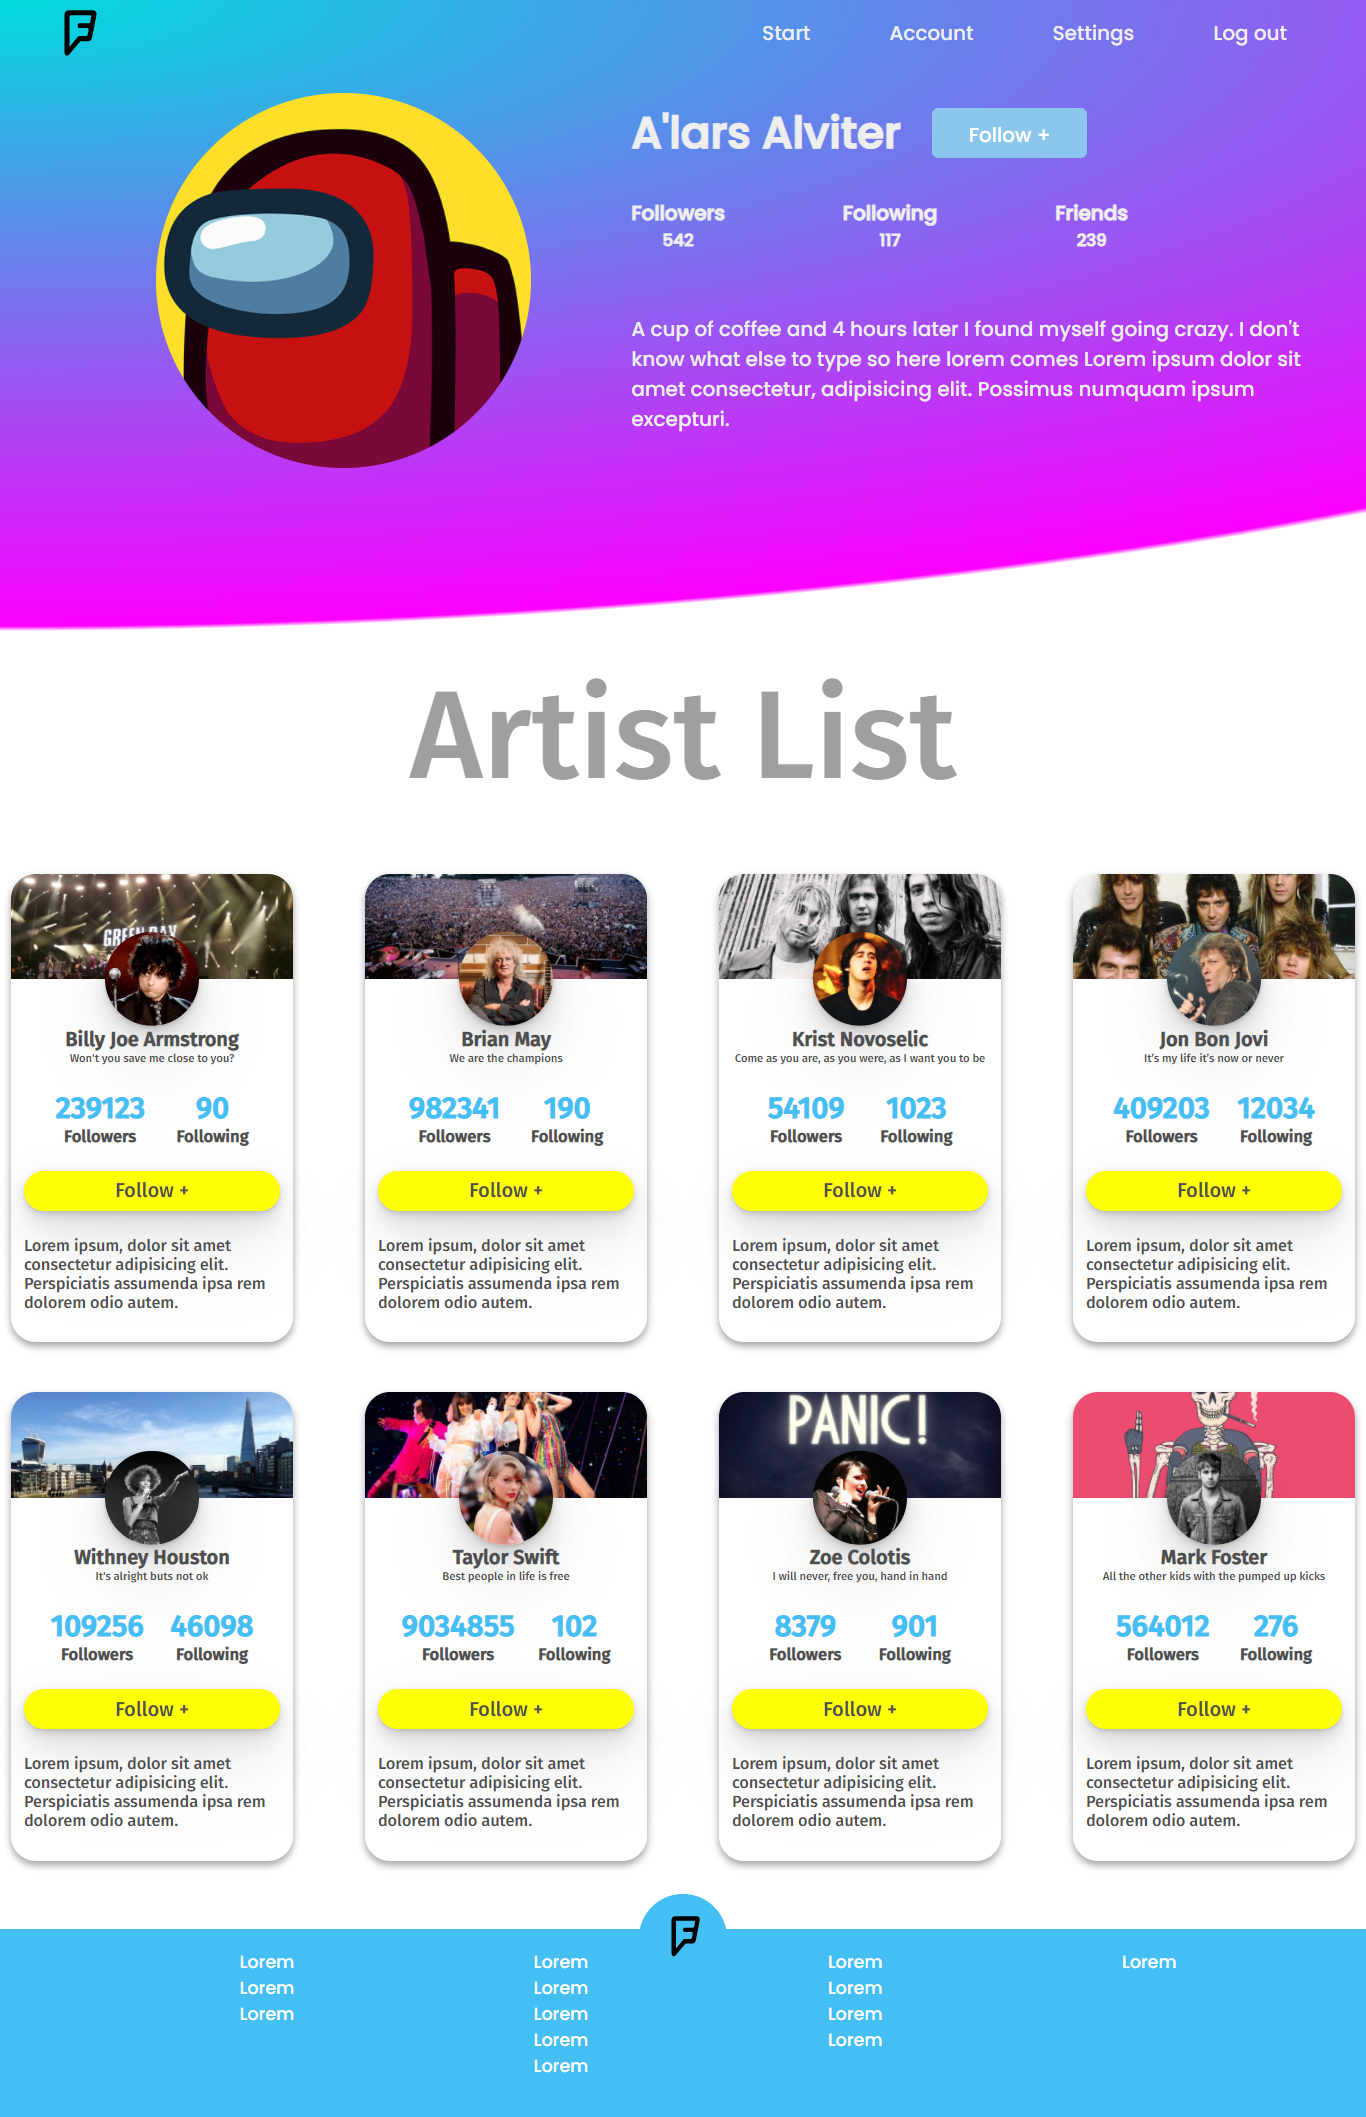 Start Account Settings Log out
A'lars Alviter Follow +
Followers Following Friends
542 117 239
A cup of coffee and 4 hours later I found myself going crazy. I don't
know what else to type so here lorem comes Lorem ipsum dolor sit
amet consectetur, adipisicing elit. Possimus numquam ipsum
excepturi.
Artist List
GREEN DAY
Billy Joe Armstrong
Won't you save me close to you?
239123 90
Followers Following
Follow +
Lorem ipsum, dolor sit amet
consectetur adipisicing elit.
Perspiciatis assumenda ipsa rem
dolorem odio autem.
Brian May
We are the champions
982341 190
Followers Following
Follow +
Lorem ipsum, dolor sit amet
consectetur adipisicing elit.
Perspiciatis assumenda ipsa rem
dolorem odio autem.
Krist Novoselic
Come as you are, as you were, as I want you to be
54109 1023
Followers Following
Follow +
Lorem ipsum, dolor sit amet
consectetur adipisicing elit.
Perspiciatis assumenda ipsa rem
dolorem odio autem.
Jon Bon Jovi
It's my life it's now or never
409203 12034
Followers Following
Follow +
Lorem ipsum, dolor sit amet
consectetur adipisicing elit.
Perspiciatis assumenda ipsa rem
dolorem odio autem.
Withney Houston
It's alright buts not ok
109256 46098
Followers Following
Follow +
Lorem ipsum, dolor sit amet
consectetur adipisicing elit.
Perspiciatis assumenda ipsa rem
dolorem odio autem.
Taylor Swift
Best people in life is free
9034855 102
Followers Following
Follow +
Lorem ipsum, dolor sit amet
consectetur adipisicing elit.
Perspiciatis assumenda ipsa rem
dolorem odio autem.
PANIC!
Zoe Colotis
I will never, free you, hand in hand
8379 901
Followers Following
Follow +
Lorem ipsum, dolor sit amet
consectetur adipisicing elit.
Perspiciatis assumenda ipsa rem
dolorem odio autem.
Mark Foster
All the other kids with the pumped up kicks
564012 276
Followers Following
Follow +
Lorem ipsum, dolor sit amet
consectetur adipisicing elit.
Perspiciatis assumenda ipsa rem
dolorem odio autem.
Lorem Lorem Lorem Lorem
Lorem Lorem Lorem
Lorem Lorem Lorem
Lorem Lorem
Lorem